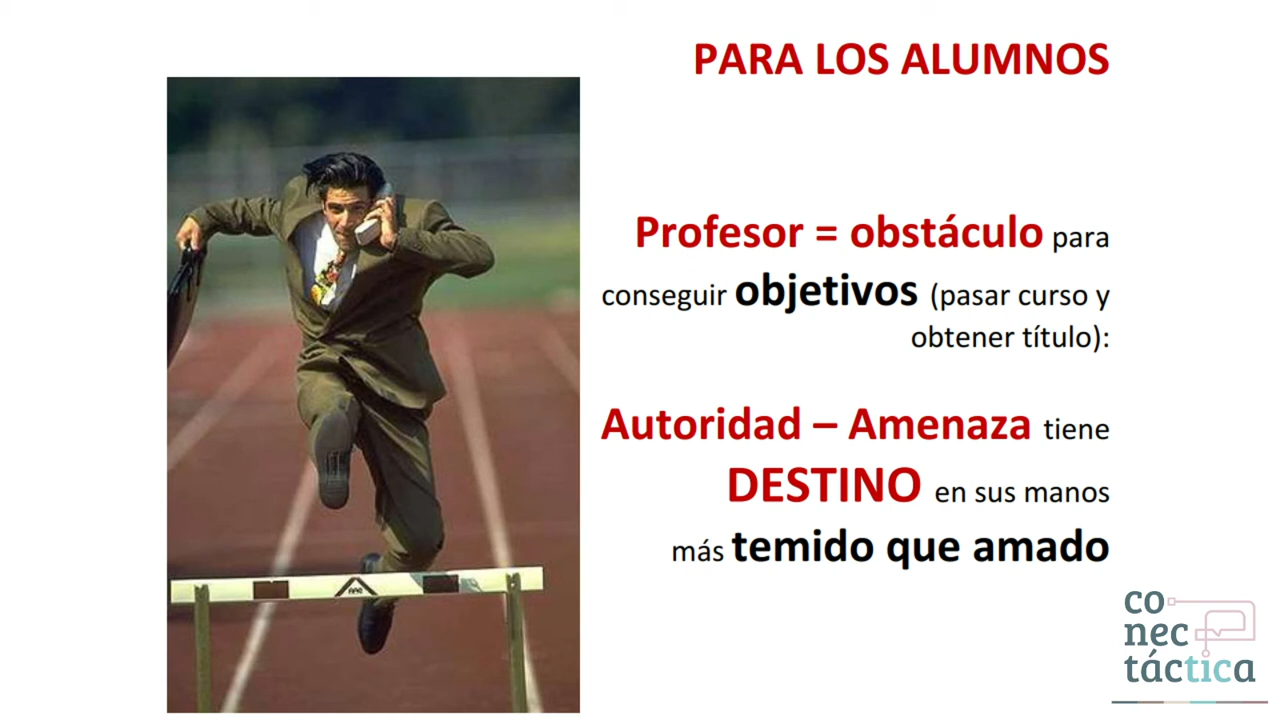 PARA LOS ALUMNOS
Profesor = obstáculo para
conseguir objetivos (pasar curso y
obtener título):
Autoridad – Amenaza tiene
DESTINO en sus manos
más temido que amado
co
nec
táctica